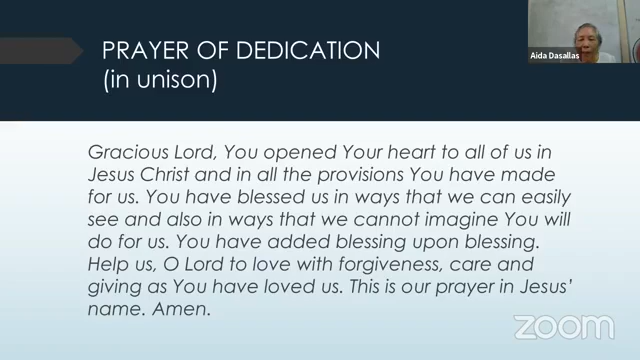 PRAYER OF DEDICATION
(in unison)
Aida Dasallas
Gracious Lord, You opened Your heart to all of us in
Jesus Christ and in all the provisions You have made
for us. You have blessed us in ways that we can easily
see and also in ways that we cannot imagine You will
do for us. You have added blessing upon blessing.
Help us, O Lord to love with forgiveness, care and
giving as You have loved us. This is our prayer in Jesus’
name. Amen.
zoom